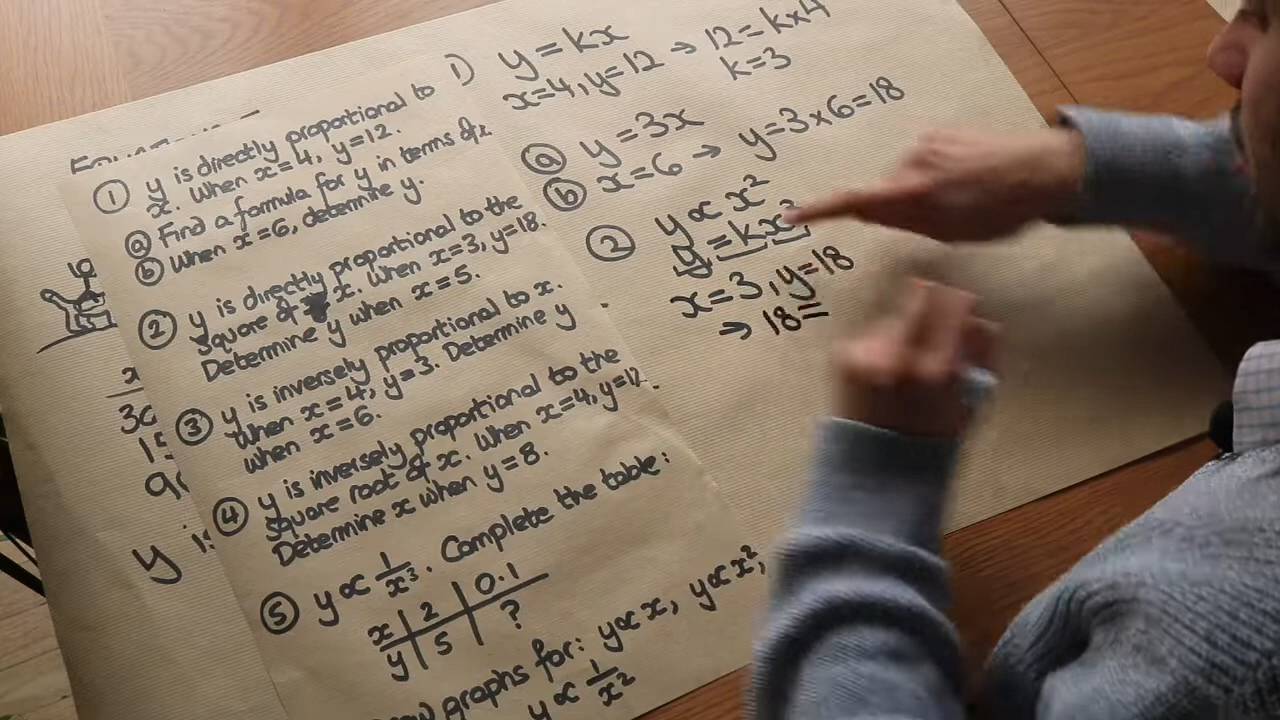 ① y is directly proportional to
x. When x=4, y=12.
ⓐ Find a formula for y in terms of x
ⓑ When x=6, determine y.
② y is directly proportional to the
square of x. When x=3, y=18.
Determine y when x=5.
③ y is inversely proportional to x.
When x=4, y=3. Determine y
when x=6.
④ y is inversely proportional to the
square root of x. When x=4, y=12.
Determine x when y=8.
⑤ y ∝ 1/x³. Complete the table:
x | 2 | 0.1
y | 5 | ?
graphs for: y∝x, y∝x²,
y ∝ 1/x²
1) y=kx
x=4, y=12 → 12=k×4
k=3
ⓐ y=3x
ⓑ x=6 → y=3×6=18
② y ∝ x²
y=kx²
x=3, y=18
→ 18=
y